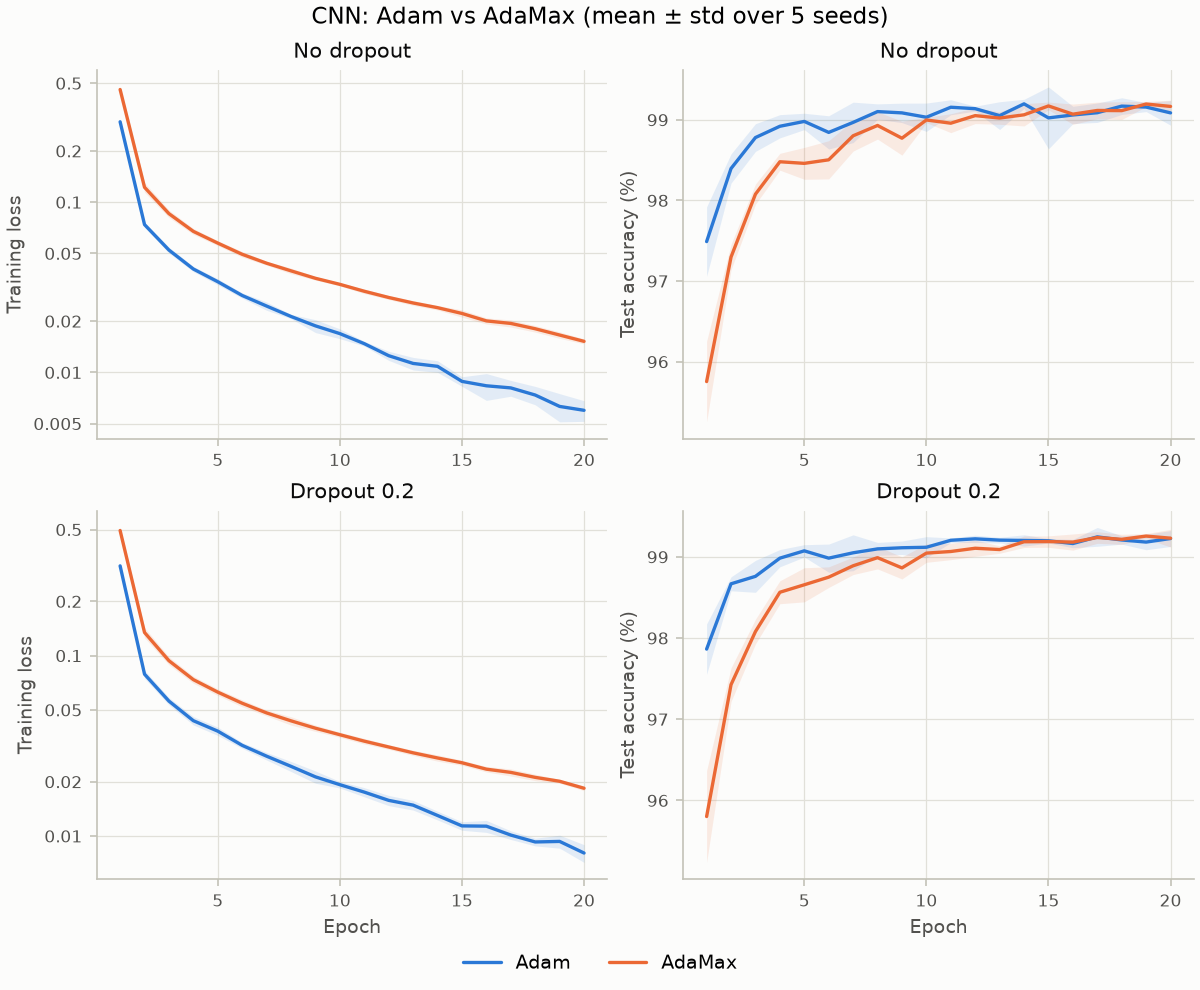 CNN: Adam vs AdaMax (mean ± std over 5 seeds)
No dropout
Training loss
0.5
0.2
0.1
0.05
0.02
0.01
0.005
5
10
15
20
No dropout
Test accuracy (%)
99
98
97
96
5
10
15
20
Dropout 0.2
Training loss
0.5
0.2
0.1
0.05
0.02
0.01
5
10
15
20
Epoch
Dropout 0.2
Test accuracy (%)
99
98
97
96
5
10
15
20
Epoch
Adam
AdaMax